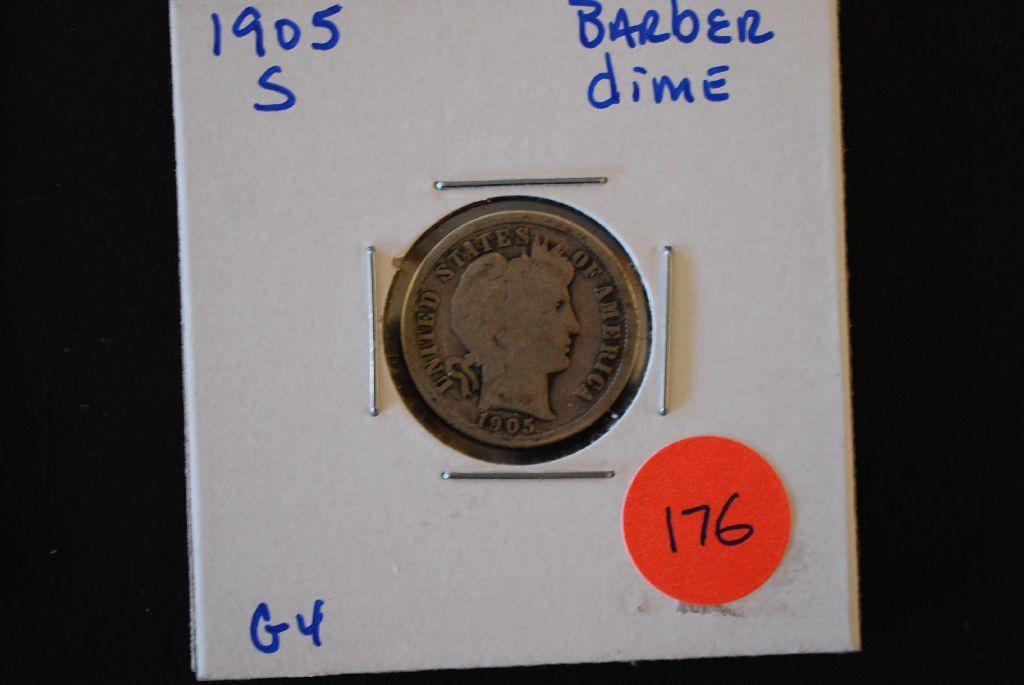 1905
S
BARBER
dimE
UNITED STATES OF AMERICA
1905
176
G4